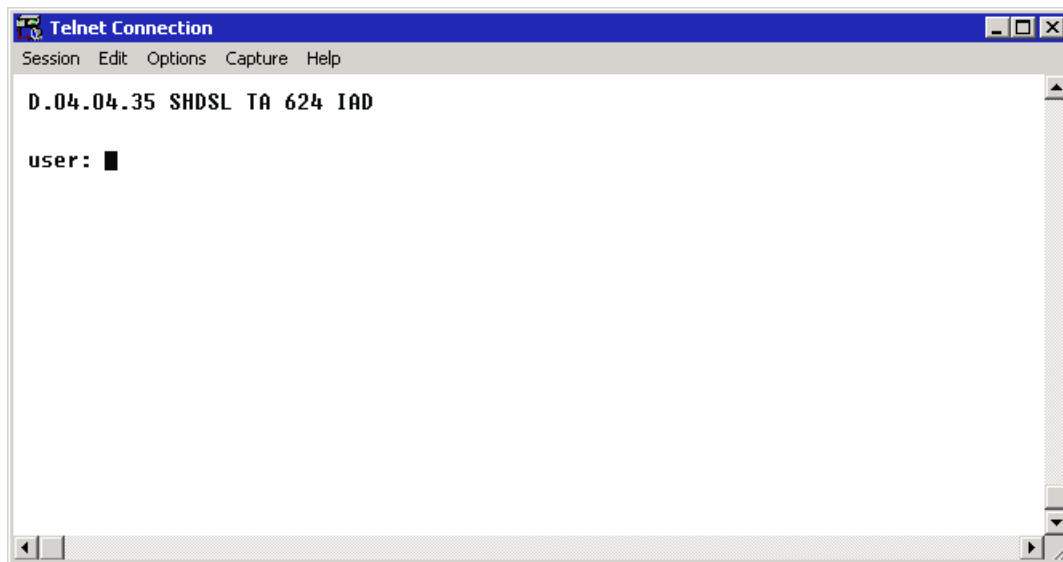 Telnet Connection
Session Edit Options Capture Help
D.04.04.35 SHDSL TA 624 IAD
user: